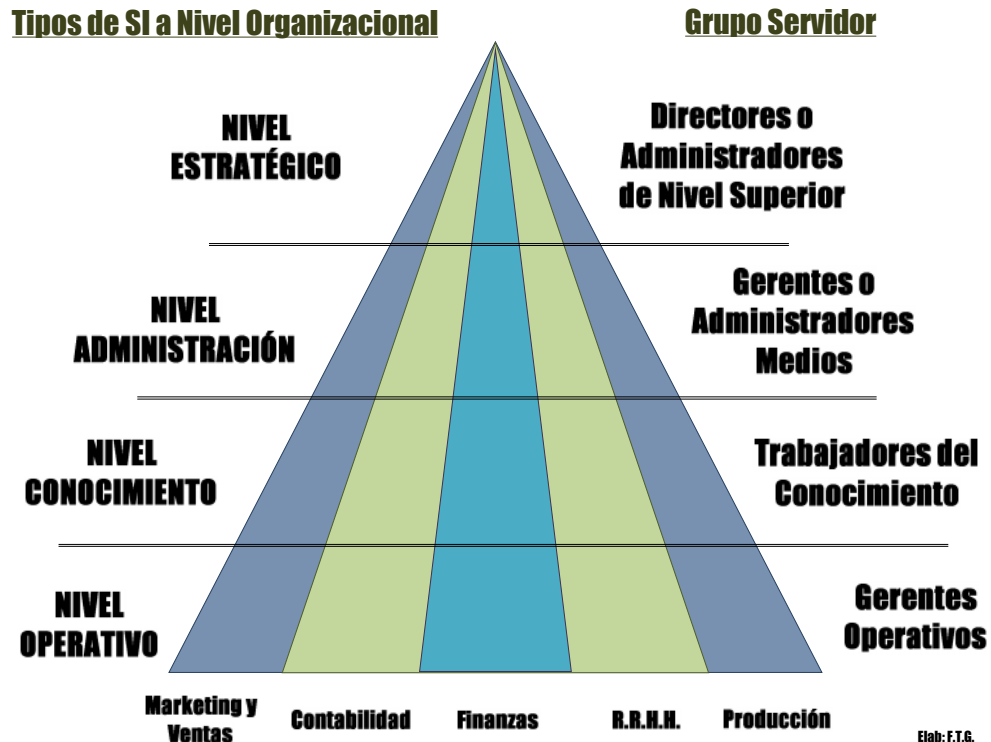 Tipos de SI a Nivel Organizacional
Grupo Servidor
NIVEL
ESTRATÉGICO
Directores o
Administradores
de Nivel Superior
NIVEL
ADMINISTRACIÓN
Gerentes o
Administradores
Medios
NIVEL
CONOCIMIENTO
Trabajadores del
Conocimiento
NIVEL
OPERATIVO
Gerentes
Operativos
Marketing y
Ventas
Contabilidad
Finanzas
R.R.H.H.
Producción
Elab: F.T.G.